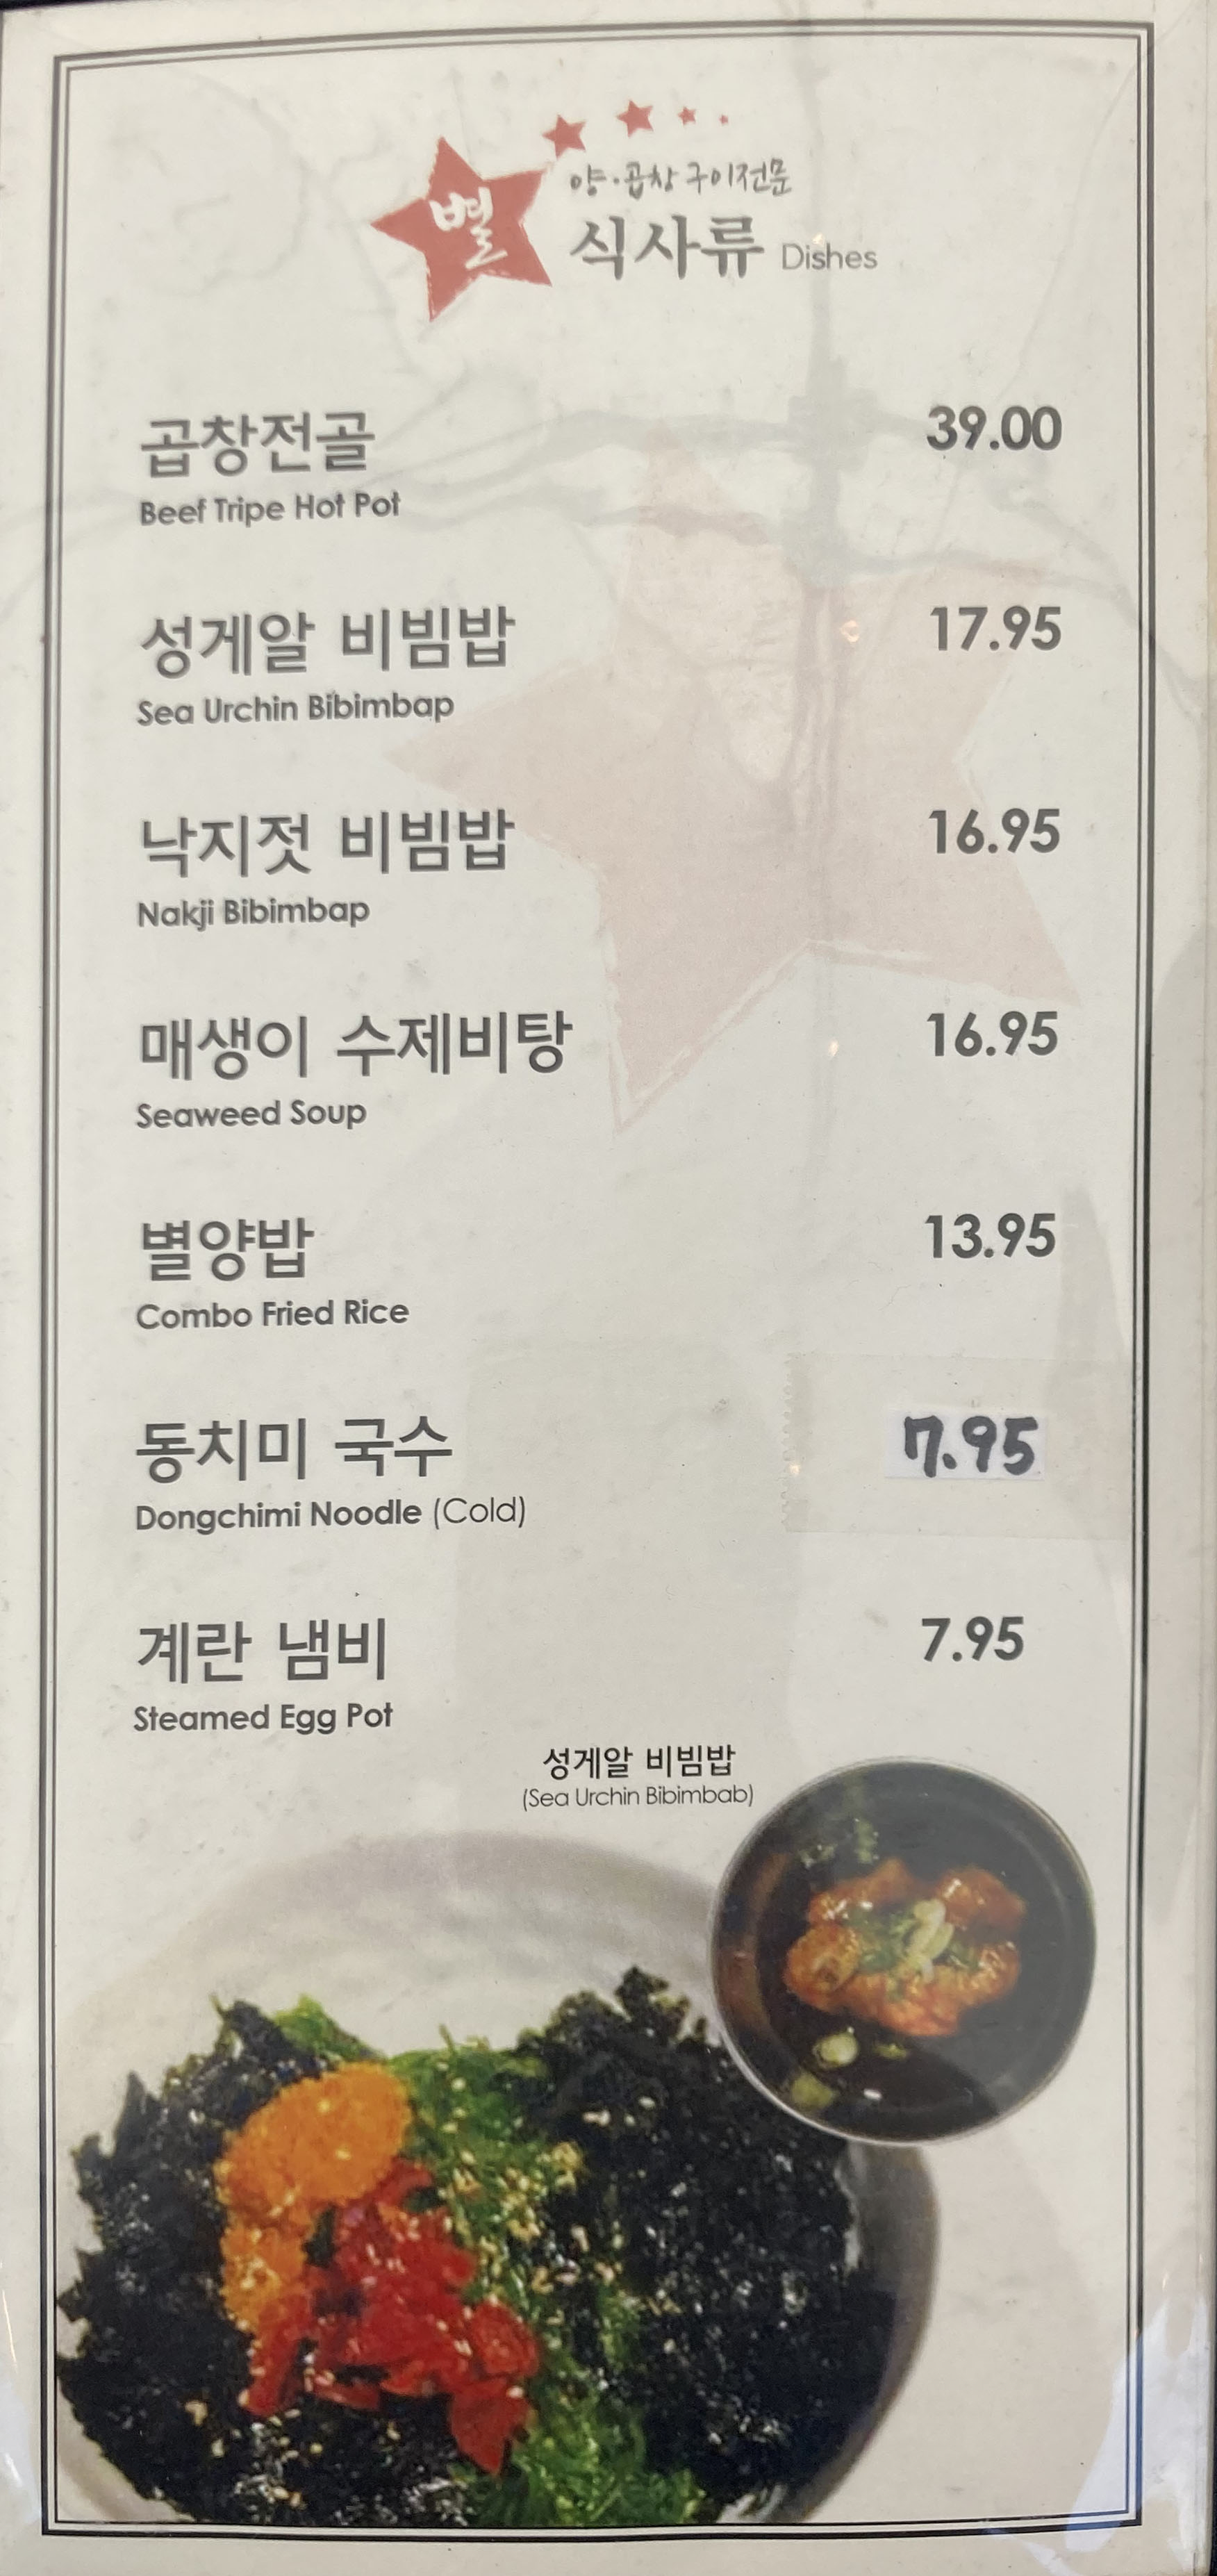 별
양·곱창 구이전문
식사류 Dishes
곱창전골 39.00
Beef Tripe Hot Pot
성게알 비빔밥 17.95
Sea Urchin Bibimbap
낙지젓 비빔밥 16.95
Nakji Bibimbap
매생이 수제비탕 16.95
Seaweed Soup
별양밥 13.95
Combo Fried Rice
동치미 국수 7.95
Dongchimi Noodle (Cold)
계란 냄비 7.95
Steamed Egg Pot
성게알 비빔밥
(Sea Urchin Bibimbab)